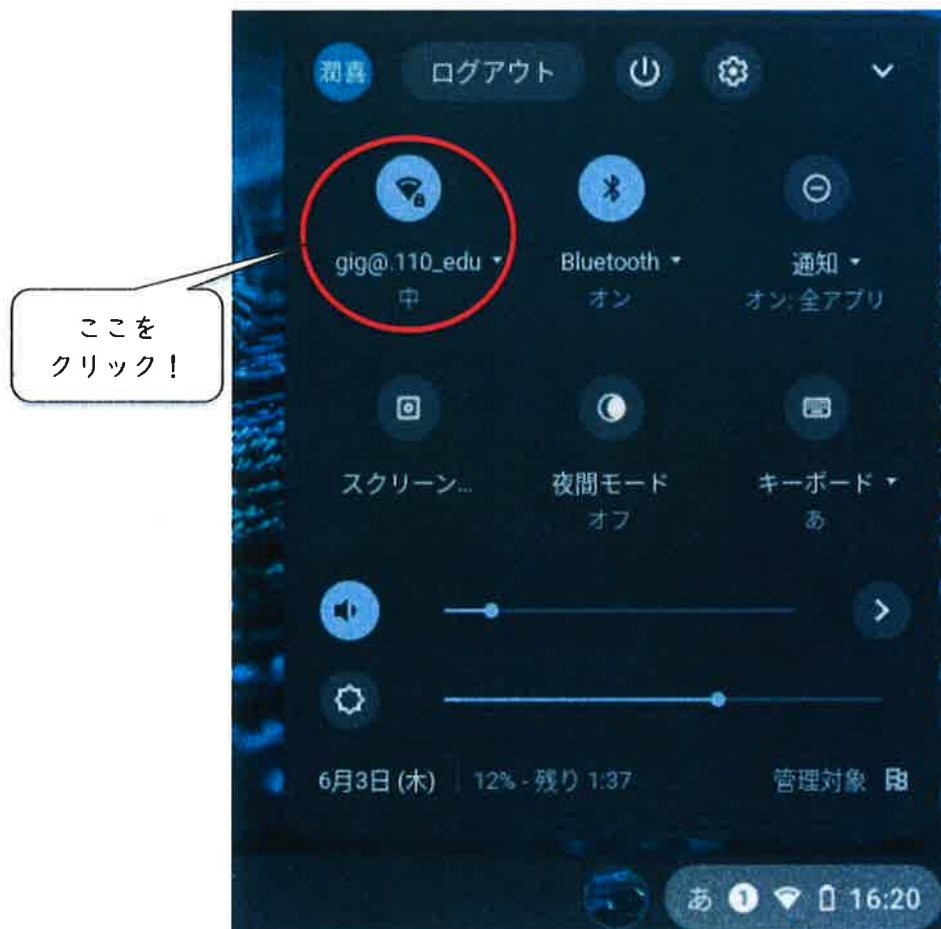 潤喜 ログアウト
gig@.110_edu Bluetooth 通知
中 オン オン: 全アプリ
ここを
クリック！
スクリーン... 夜間モード キーボード
オフ あ
6月3日 (木) 12% - 残り 1:37 管理対象
あ 1 16:20